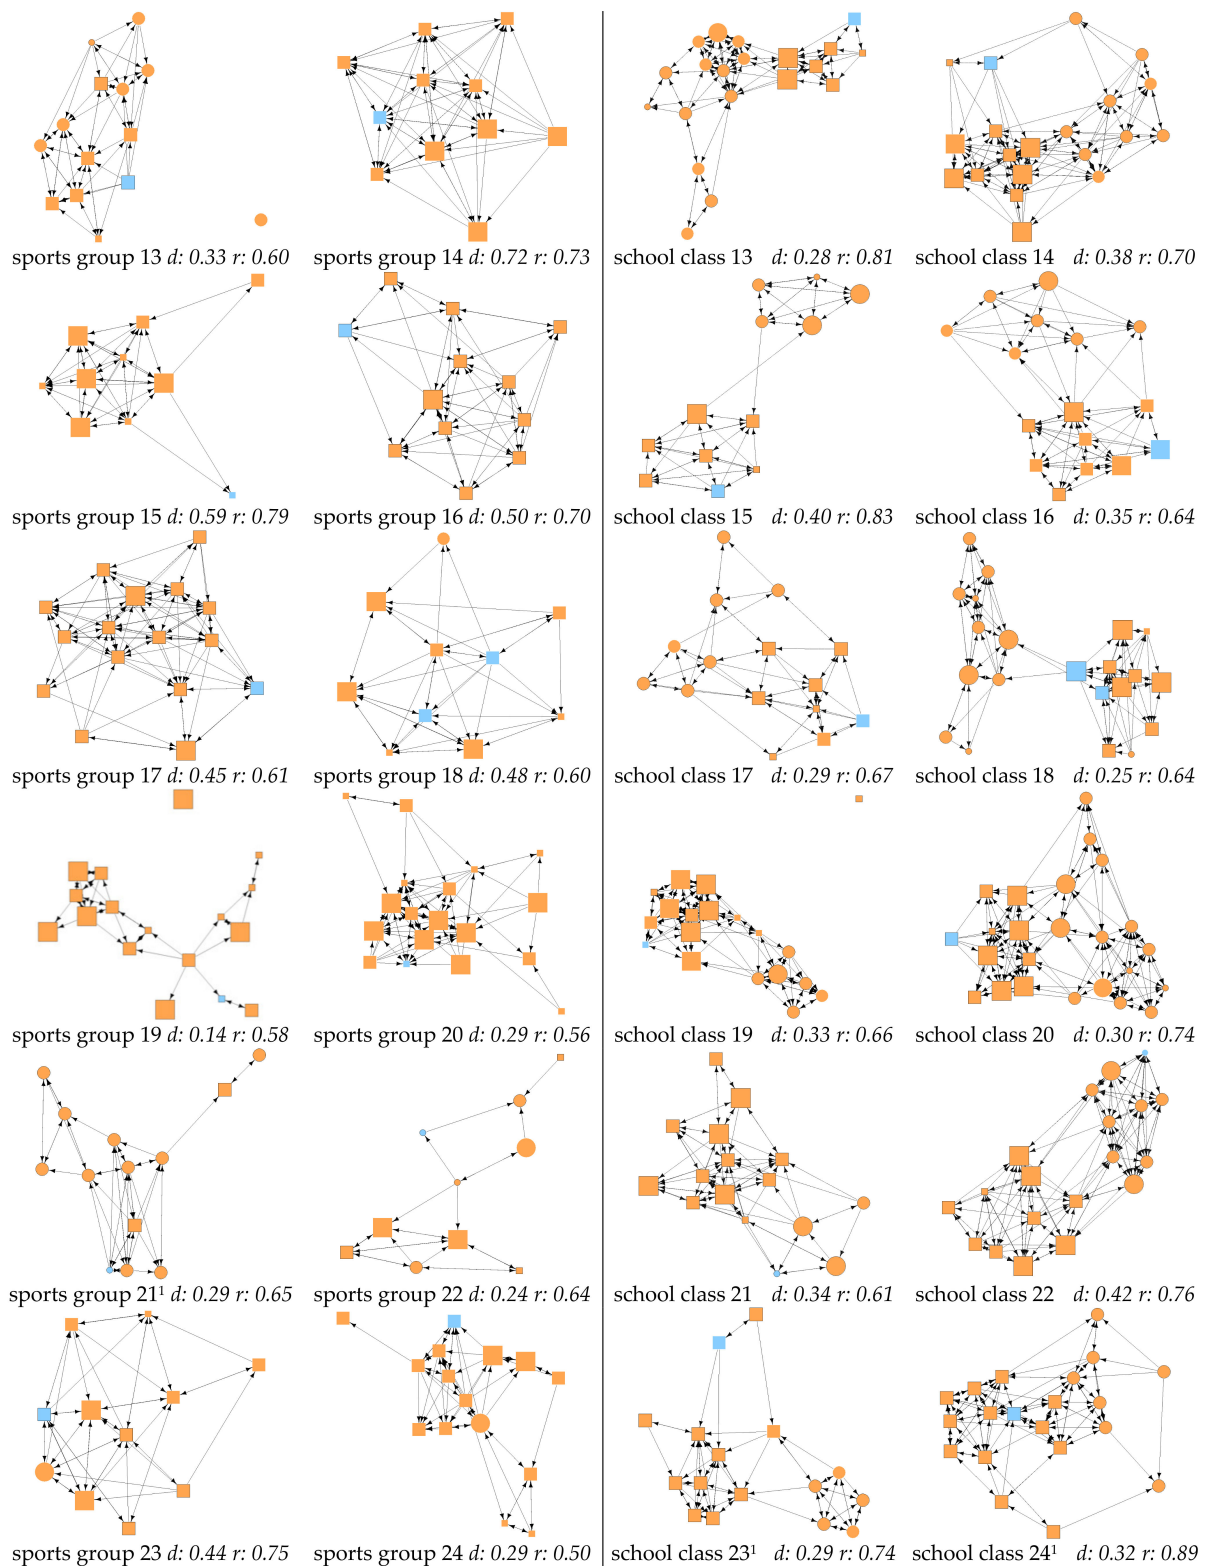 sports group 13 d: 0.33 r: 0.60 sports group 14 d: 0.72 r: 0.73 school class 13 d: 0.28 r: 0.81 school class 14 d: 0.38 r: 0.70
sports group 15 d: 0.59 r: 0.79 sports group 16 d: 0.50 r: 0.70 school class 15 d: 0.40 r: 0.83 school class 16 d: 0.35 r: 0.64
sports group 17 d: 0.45 r: 0.61 sports group 18 d: 0.48 r: 0.60 school class 17 d: 0.29 r: 0.67 school class 18 d: 0.25 r: 0.64
sports group 19 d: 0.14 r: 0.58 sports group 20 d: 0.29 r: 0.56 school class 19 d: 0.33 r: 0.66 school class 20 d: 0.30 r: 0.74
sports group 21¹ d: 0.29 r: 0.65 sports group 22 d: 0.24 r: 0.64 school class 21 d: 0.34 r: 0.61 school class 22 d: 0.42 r: 0.76
sports group 23 d: 0.44 r: 0.75 sports group 24 d: 0.29 r: 0.50 school class 23¹ d: 0.29 r: 0.74 school class 24¹ d: 0.32 r: 0.89